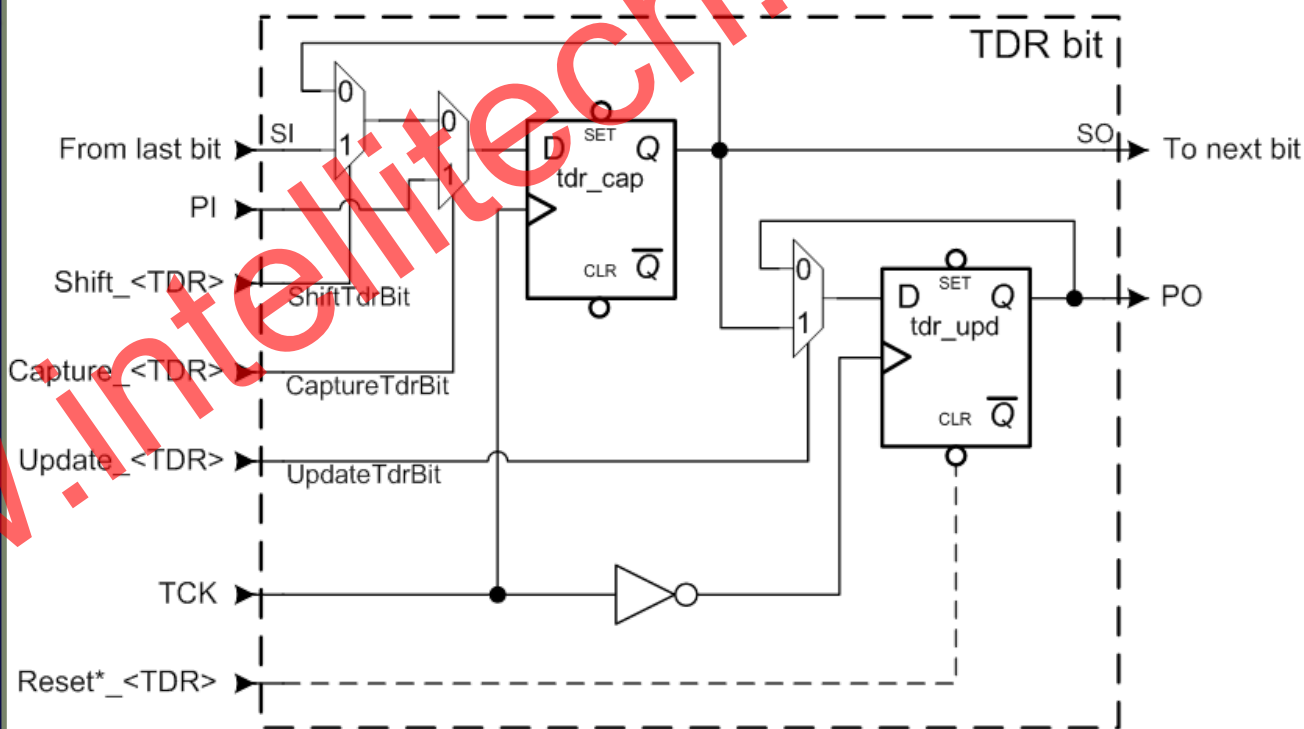 TDR bit
0
1
0
1
From last bit
SI
SET
D Q
tdr_cap
SO
To next bit
PI
CLR Q
Shift_<TDR>
ShiftTdrBit
0
1
SET
D Q
tdr_upd
PO
Capture_<TDR>
CaptureTdrBit
CLR Q
Update_<TDR>
UpdateTdrBit
TCK
Reset*_<TDR>
w.intellitech.